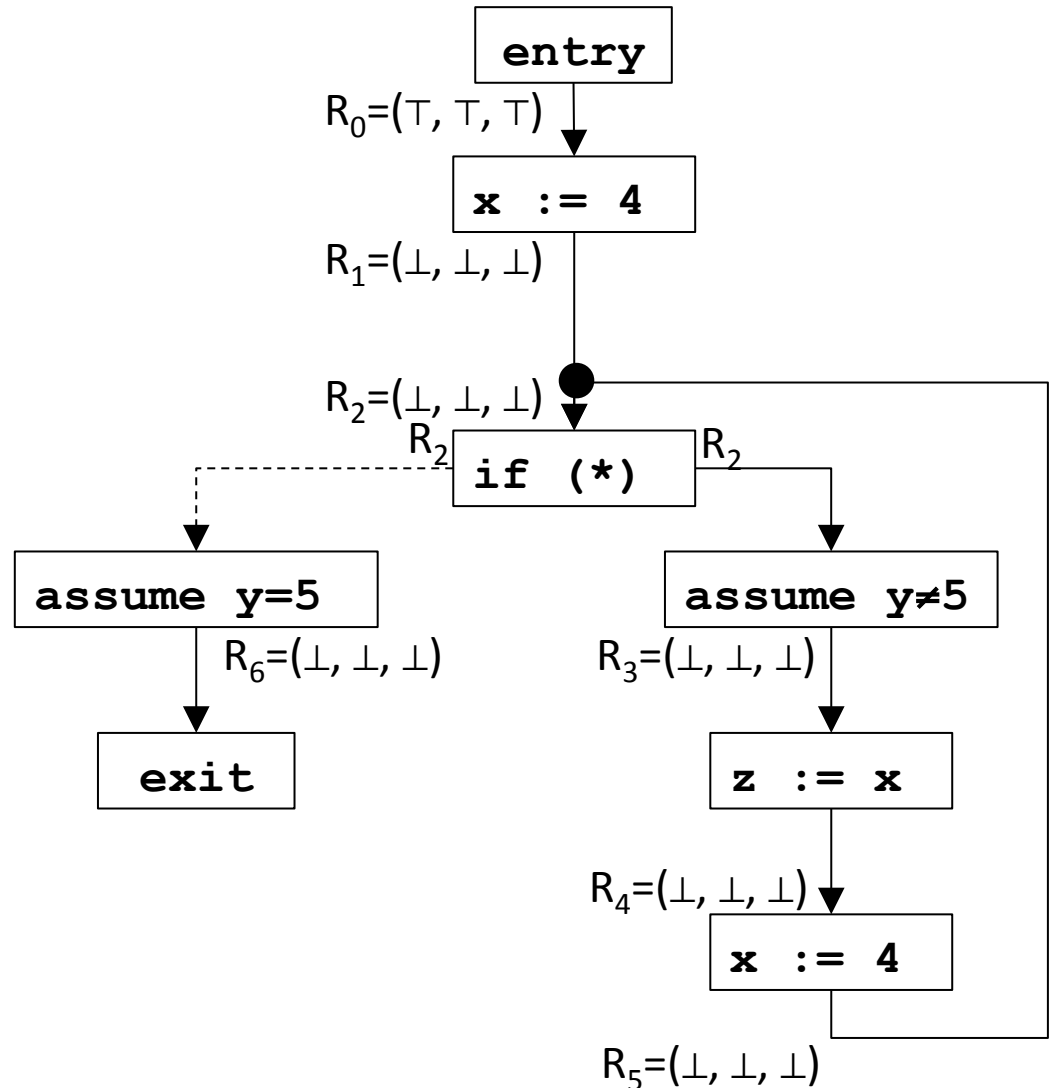 entry
R₀=(⊤, ⊤, ⊤)
x := 4
R₁=(⊥, ⊥, ⊥)
R₂=(⊥, ⊥, ⊥)
R₂
if (*)
R₂
assume y=5
assume y≠5
R₆=(⊥, ⊥, ⊥)
R₃=(⊥, ⊥, ⊥)
exit
z := x
R₄=(⊥, ⊥, ⊥)
x := 4
R₅=(⊥, ⊥, ⊥)